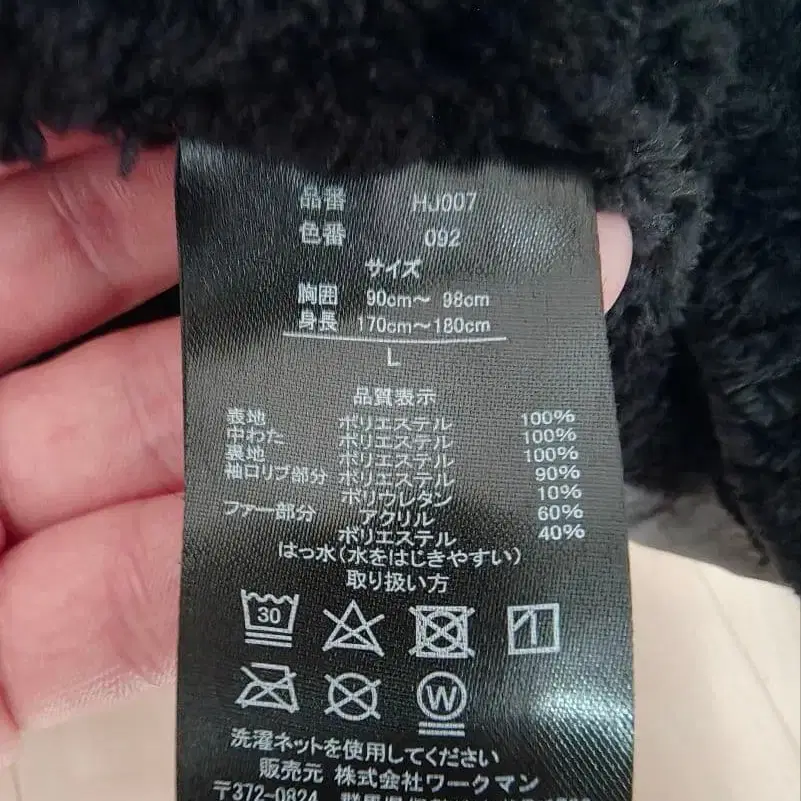 品番 HJ007
色番 092
サイズ
胸囲 90cm～ 98cm
身長 170cm～180cm
L
品質表示
表地 ポリエステル 100%
中わた ポリエステル 100%
裏地 ポリエステル 100%
袖口リブ部分 ポリエステル 90%
ポリウレタン 10%
ファー部分 アクリル 60%
ポリエステル 40%
はっ水(水をはじきやすい)
取り扱い方
30
W
洗濯ネットを使用してください
販売元 株式会社ワークマン
〒372-0824 群馬県